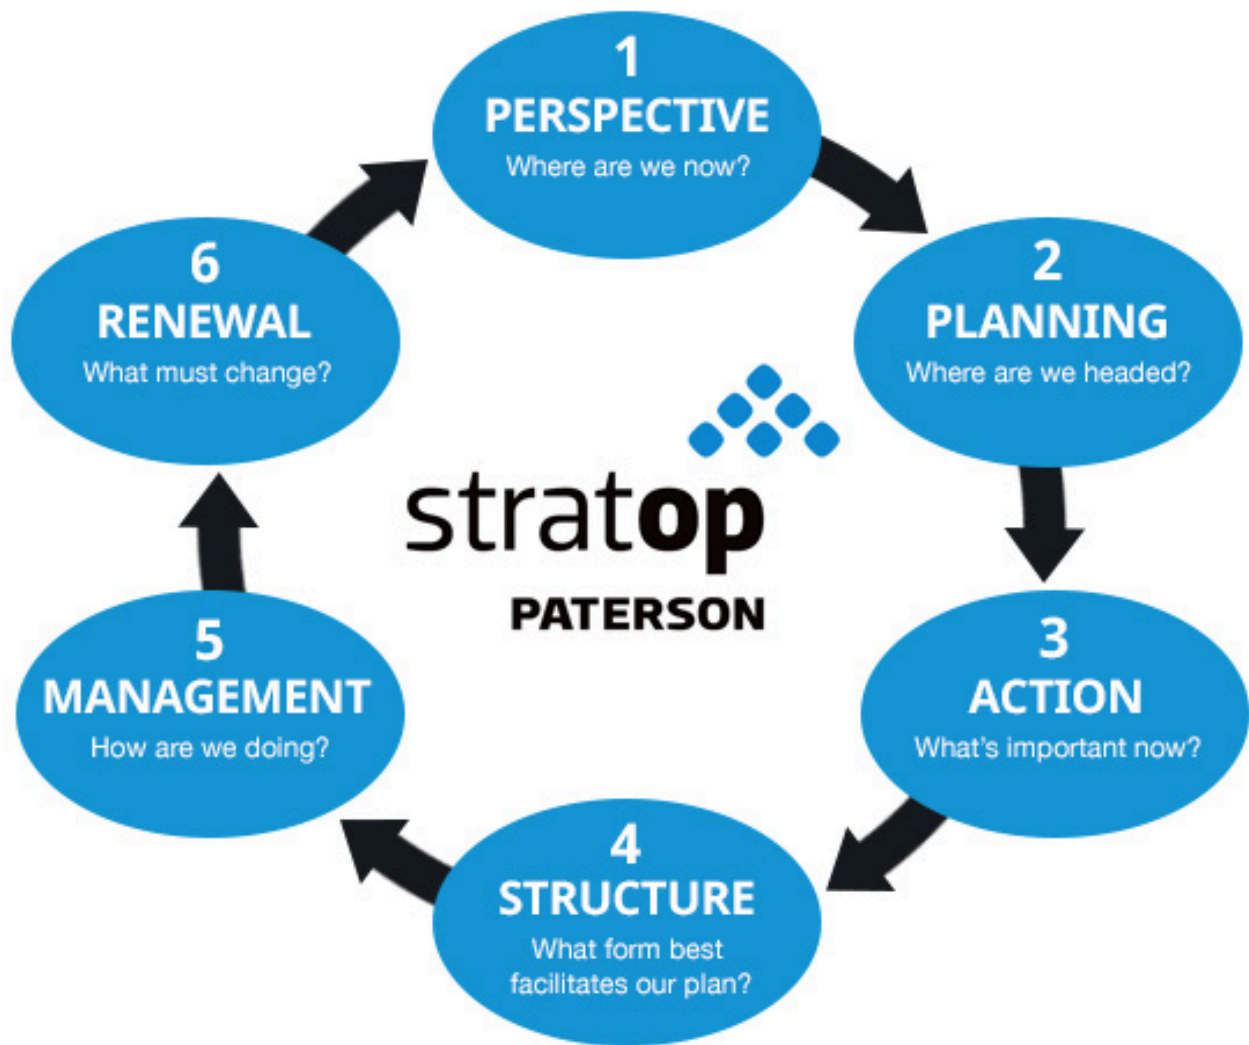 1
PERSPECTIVE
Where are we now?
2
PLANNING
Where are we headed?
3
ACTION
What's important now?
4
STRUCTURE
What form best
facilitates our plan?
5
MANAGEMENT
How are we doing?
6
RENEWAL
What must change?
stratop
PATERSON